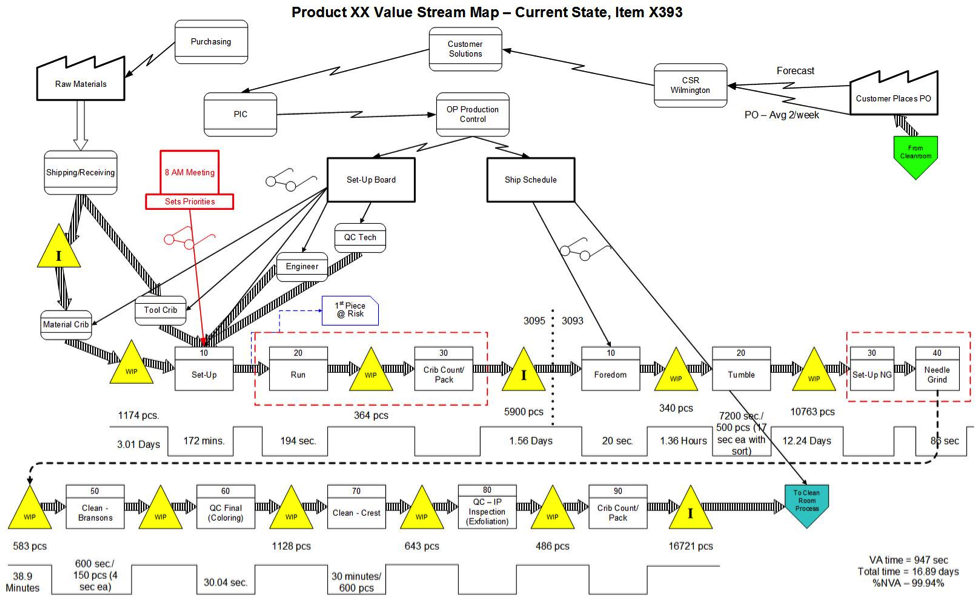 Product XX Value Stream Map – Current State, Item X393
Purchasing
Customer
Solutions
Raw Materials
CSR
Wilmington
Forecast
Customer Places PO
PO – Avg 2/week
PIC
OP Production
Control
From
Cleanroom
Shipping/Receiving
8 AM Meeting
Sets Priorities
Set-Up Board
Ship Schedule
I
QC Tech
Engineer
Tool Crib
Material Crib
1st Piece
@ Risk
3095
3093
WIP
10
Set-Up
20
Run
WIP
30
Crib Count/
Pack
I
10
Foredom
WIP
20
Tumble
WIP
30
Set-Up NG
40
Needle
Grind
1174 pcs.
364 pcs
5900 pcs
340 pcs
10763 pcs
3.01 Days
172 mins.
194 sec.
1.56 Days
20 sec.
1.36 Hours
7200 sec./
500 pcs (17
sec ea with
sort)
12.24 Days
sec
WIP
50
Clean -
Bransons
WIP
60
QC Final
(Coloring)
WIP
70
Clean - Crest
WIP
80
QC – IP
Inspection
(Exfoliation)
WIP
90
Crib Count/
Pack
I
To Clean
Room
Process
583 pcs
1128 pcs
643 pcs
486 pcs
16721 pcs
38.9
Minutes
600 sec./
150 pcs (4
sec ea)
30.04 sec.
30 minutes/
600 pcs
VA time = 947 sec
Total time = 16.89 days
%NVA – 99.94%